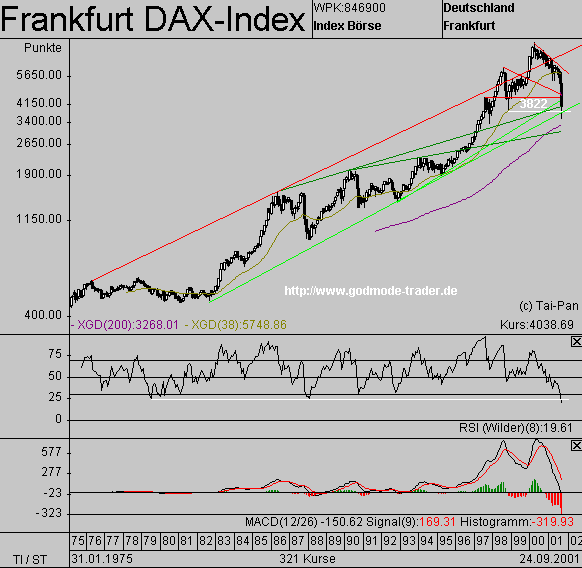 Frankfurt DAX-Index
WPK:846900
Index Börse
Deutschland
Frankfurt
Punkte
5650.00
4150.00
3400.00
2650.00
1900.00
1150.00
400.00
3822
http://www.godmode-trader.de
(c) Tai-Pan
- XGD(200):3268.01 - XGD(38):5748.86
Kurs:4038.69
75
50
25
0
RSI (Wilder)(8):19.61
577
277
-23
-323
MACD(12/26) -150.62 Signal(9):169.31 Histogramm:-319.93
75 76 77 78 79 80 81 82 83 84 85 86 87 88 89 90 91 92 93 94 95 96 97 98 99 00 01 02
TI / ST
31.01.1975
321 Kurse
24.09.2001